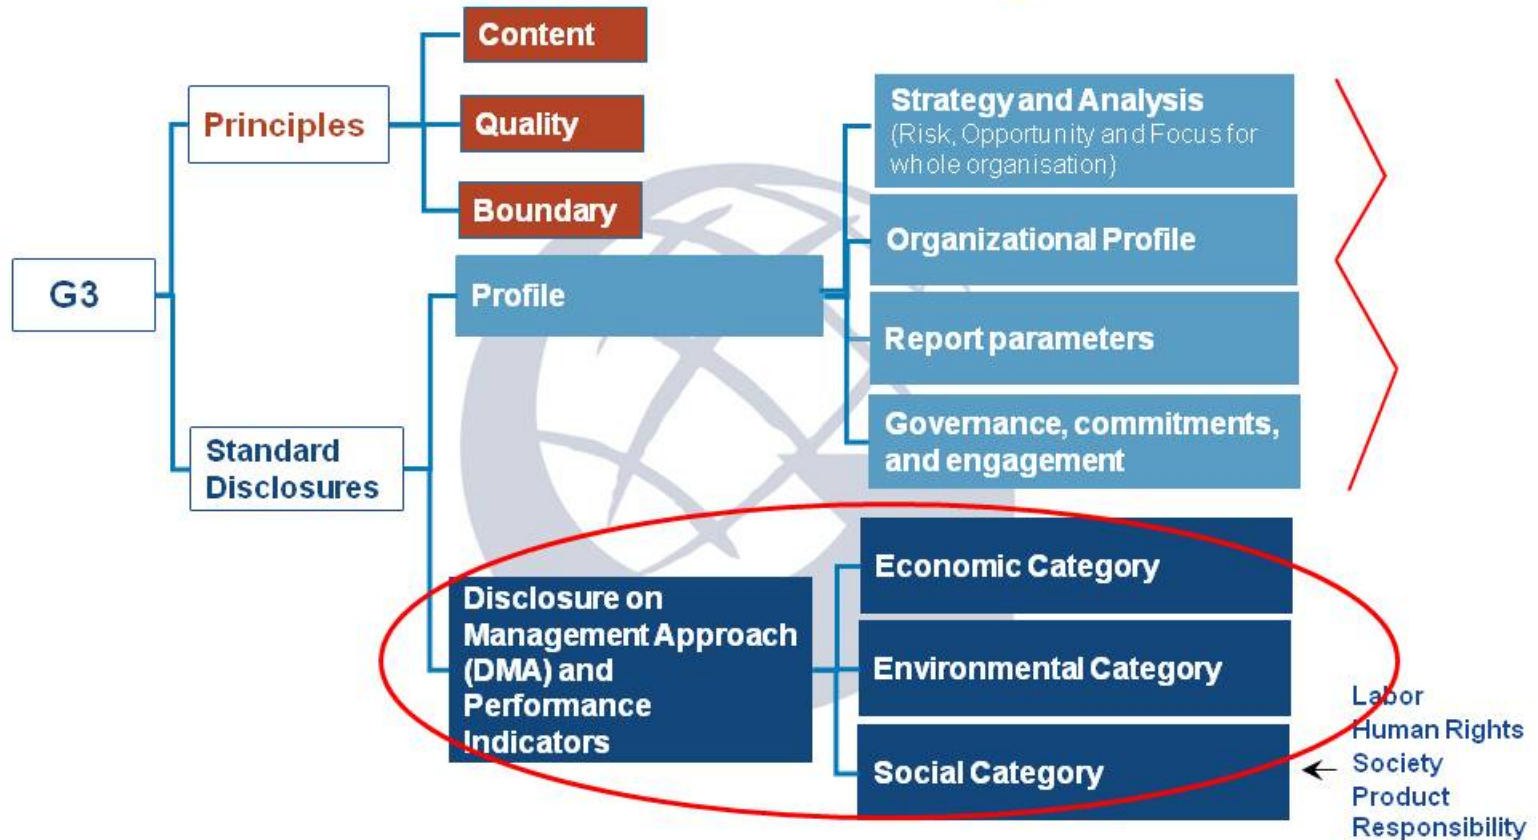 Content
Principles
Quality
Boundary
G3
Standard
Disclosures
Profile
Strategy and Analysis
(Risk, Opportunity and Focus for
whole organisation)
Organizational Profile
Report parameters
Governance, commitments,
and engagement
Disclosure on
Management Approach
(DMA) and
Performance
Indicators
Economic Category
Environmental Category
Social Category
Labor
Human Rights
Society
Product
Responsibility